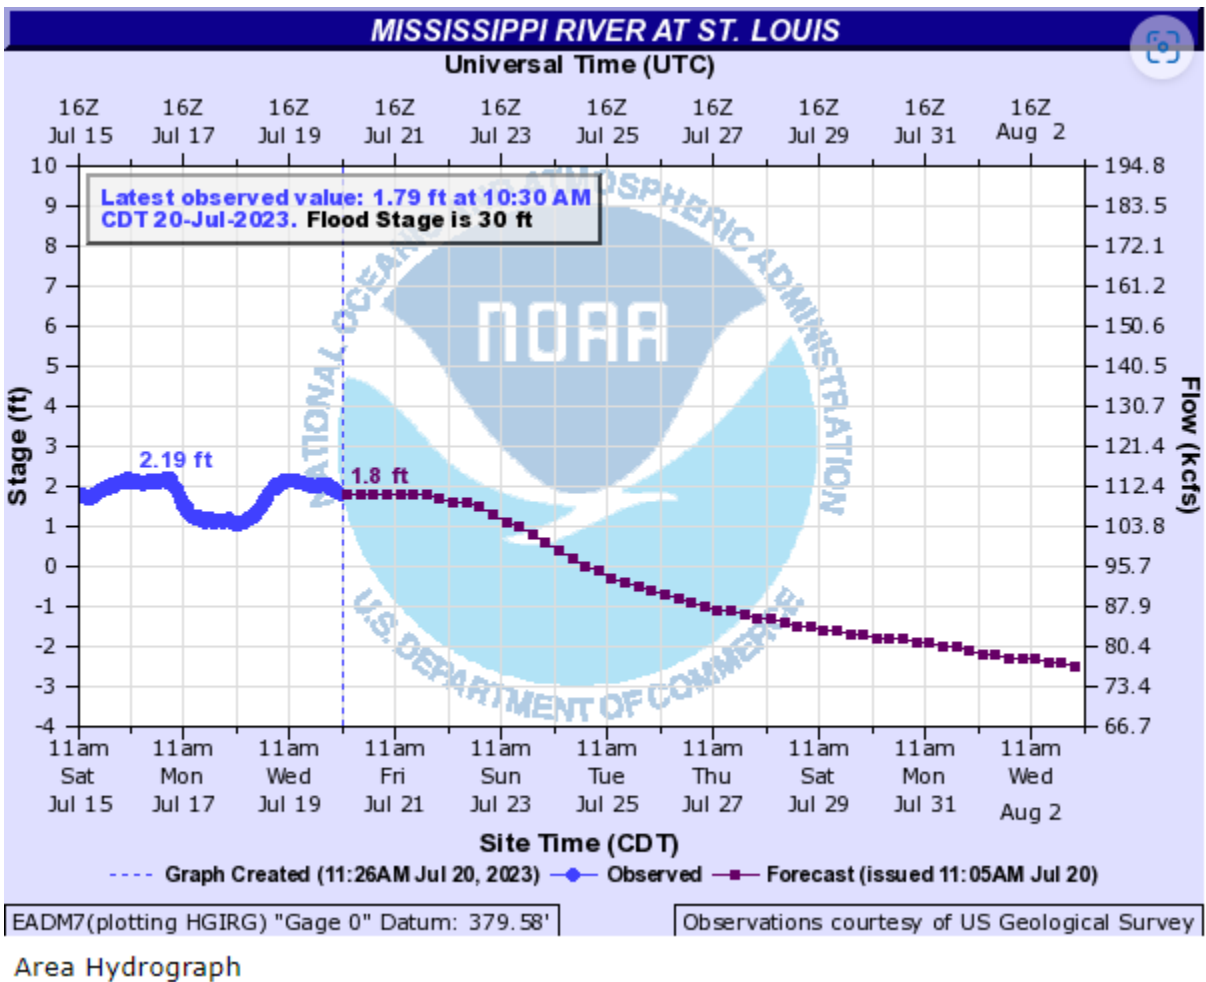 MISSISSIPPI RIVER AT ST. LOUIS
Universal Time (UTC)
16Z 16Z 16Z 16Z 16Z 16Z 16Z 16Z 16Z 16Z
Jul 15 Jul 17 Jul 19 Jul 21 Jul 23 Jul 25 Jul 27 Jul 29 Jul 31 Aug 2
Latest observed value: 1.79 ft at 10:30 AM
CDT 20-Jul-2023. Flood Stage is 30 ft
Stage (ft)
10
9
8
7
6
5
4
3
2
1
0
-1
-2
-3
-4
2.19 ft
1.8 ft
NATIONAL OCEANIC AND ATMOSPHERIC ADMINISTRATION
NOAA
U.S. DEPARTMENT OF COMMERCE
194.8
183.5
172.1
161.2
150.6
140.5
130.7
121.4
112.4
103.8
95.7
87.9
80.4
73.4
66.7
Flow (kcfs)
11am 11am 11am 11am 11am 11am 11am 11am 11am 11am
Sat Mon Wed Fri Sun Tue Thu Sat Mon Wed
Jul 15 Jul 17 Jul 19 Jul 21 Jul 23 Jul 25 Jul 27 Jul 29 Jul 31 Aug 2
Site Time (CDT)
Graph Created (11:26AM Jul 20, 2023) Observed Forecast (issued 11:05AM Jul 20)
EADM7(plotting HGIRG) "Gage 0" Datum: 379.58'
Observations courtesy of US Geological Survey
Area Hydrograph